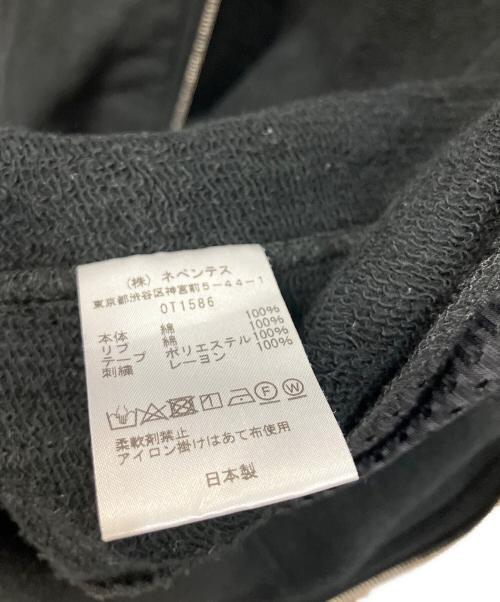 (株) ネペンテス
東京都渋谷区神宮前5-44-1
OT1586
本体 綿 100%
リブ 綿 100%
テープ ポリエステル 100%
刺繍 レーヨン 100%
F W
柔軟剤禁止
アイロン掛けはあて布使用
日本製